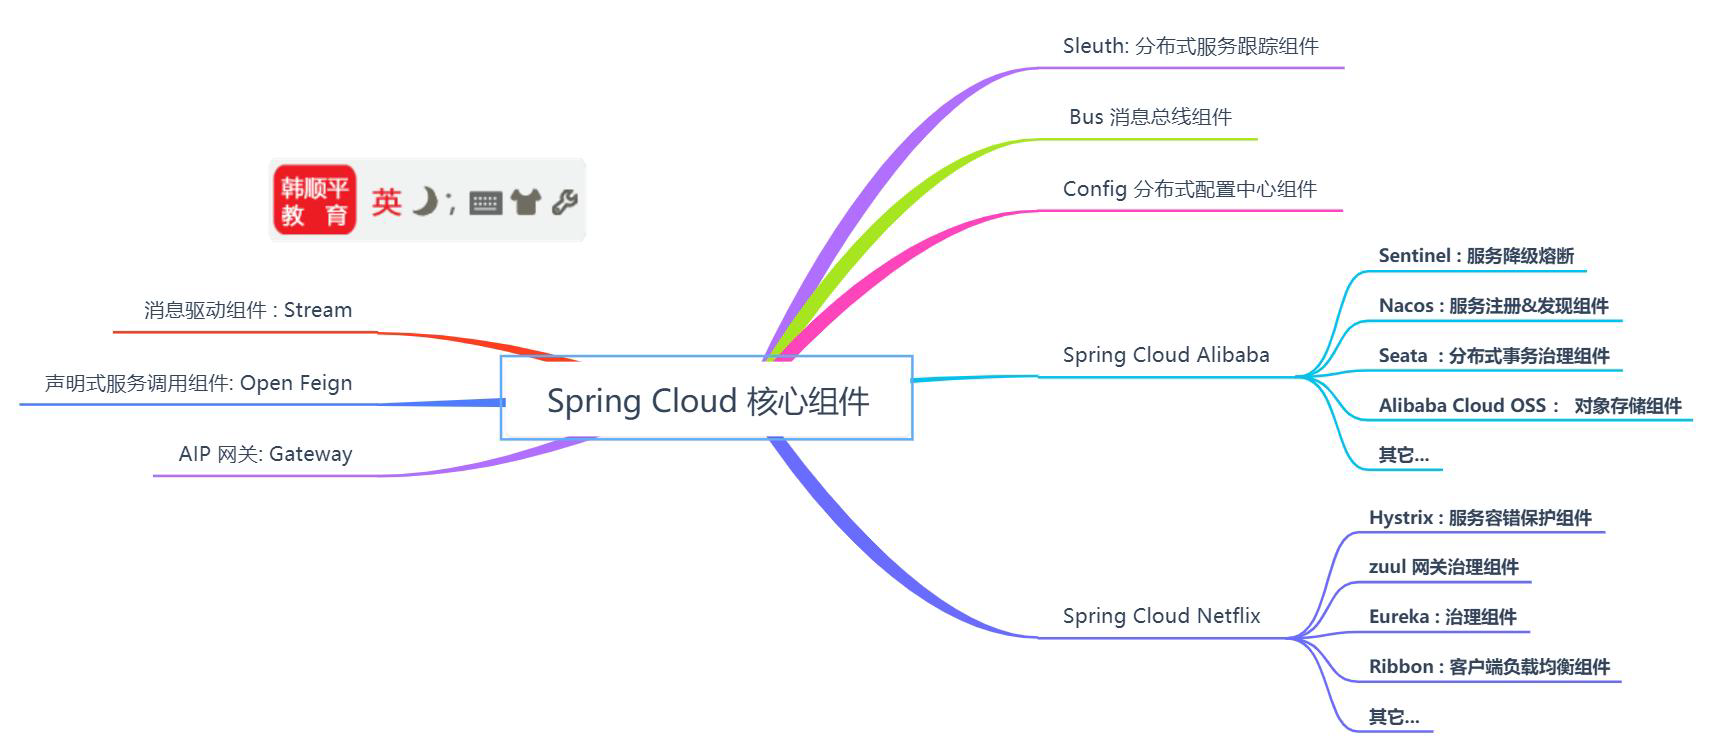 Sleuth: 分布式服务跟踪组件
Bus 消息总线组件
Config 分布式配置中心组件
韩顺平
教 育
英
;
Sentinel : 服务降级熔断
Nacos : 服务注册&发现组件
Seata : 分布式事务治理组件
Alibaba Cloud OSS : 对象存储组件
其它...
Spring Cloud Alibaba
消息驱动组件 : Stream
声明式服务调用组件: Open Feign
AIP 网关: Gateway
Spring Cloud 核心组件
Hystrix : 服务容错保护组件
zuul 网关治理组件
Eureka : 治理组件
Ribbon : 客户端负载均衡组件
其它...
Spring Cloud Netflix